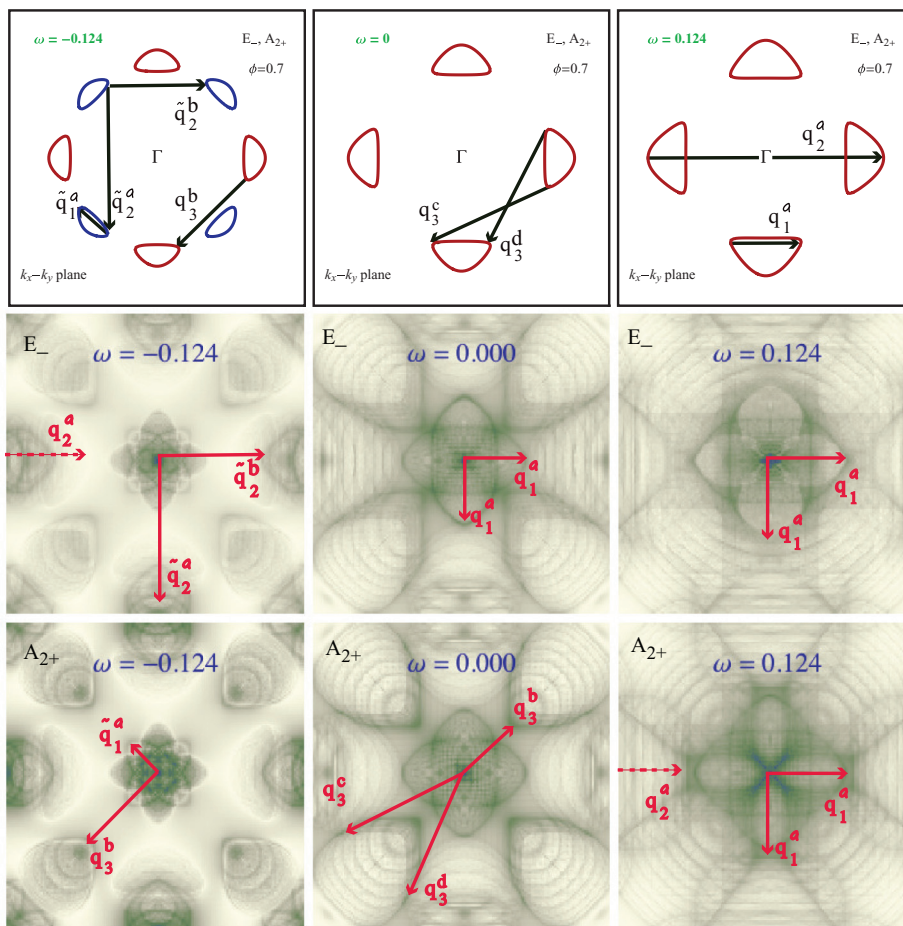 ω = −0.124
E₋, A₂₊
ϕ=0.7
q̃₂ᵇ
Γ
q̃₁ᵃ
q̃₂ᵃ
q₃ᵇ
kₓ−k_y plane
ω = 0
E₋, A₂₊
ϕ=0.7
Γ
q₃ᶜ
q₃ᵈ
kₓ−k_y plane
ω = 0.124
E₋, A₂₊
ϕ=0.7
q₂ᵃ
Γ
q₁ᵃ
kₓ−k_y plane
E₋
ω = −0.124
q₂ᵃ
q̃₂ᵇ
q̃₂ᵃ
E₋
ω = 0.000
q₁ᵃ
q₁ᵃ
E₋
ω = 0.124
q₁ᵃ
q₁ᵃ
A₂₊
ω = −0.124
q̃₁ᵃ
q₃ᵇ
A₂₊
ω = 0.000
q₃ᵇ
q₃ᶜ
q₃ᵈ
A₂₊
ω = 0.124
q₂ᵃ
q₁ᵃ
q₁ᵃ